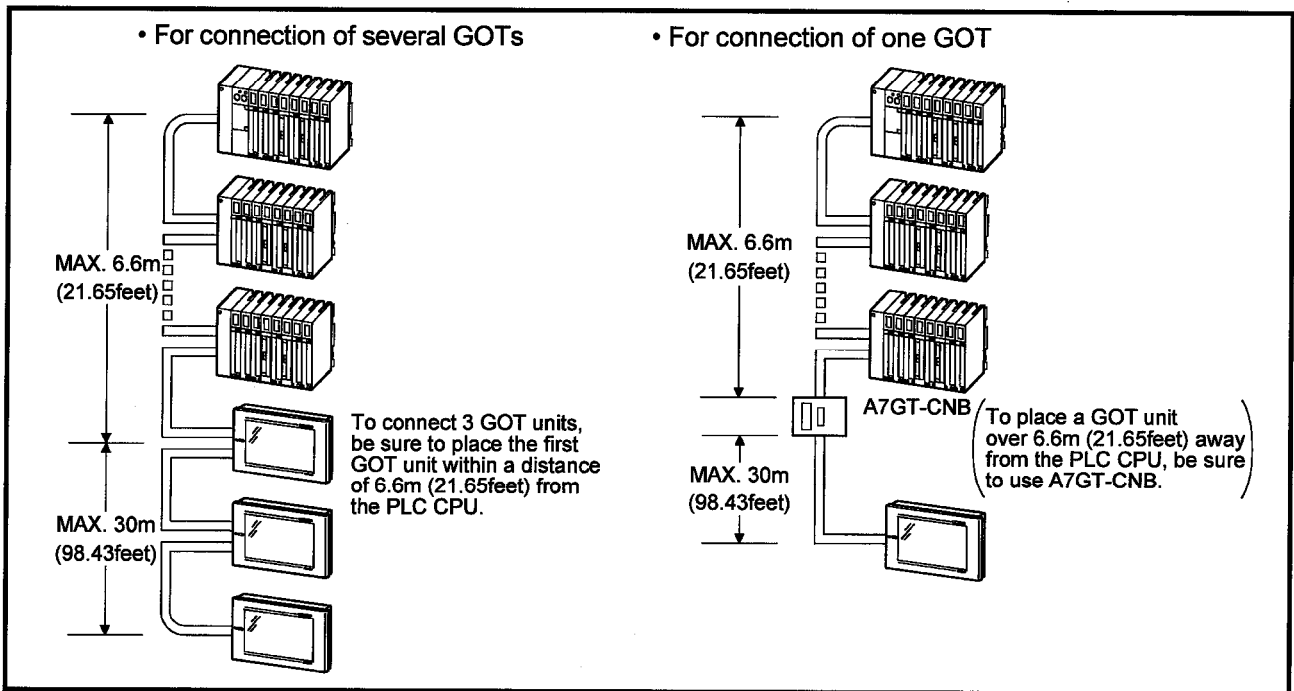 • For connection of several GOTs
MAX. 6.6m
(21.65feet)
To connect 3 GOT units,
be sure to place the first
GOT unit within a distance
of 6.6m (21.65feet) from
the PLC CPU.
MAX. 30m
(98.43feet)
• For connection of one GOT
MAX. 6.6m
(21.65feet)
A7GT-CNB
(To place a GOT unit
over 6.6m (21.65feet) away
from the PLC CPU, be sure
to use A7GT-CNB.)
MAX. 30m
(98.43feet)